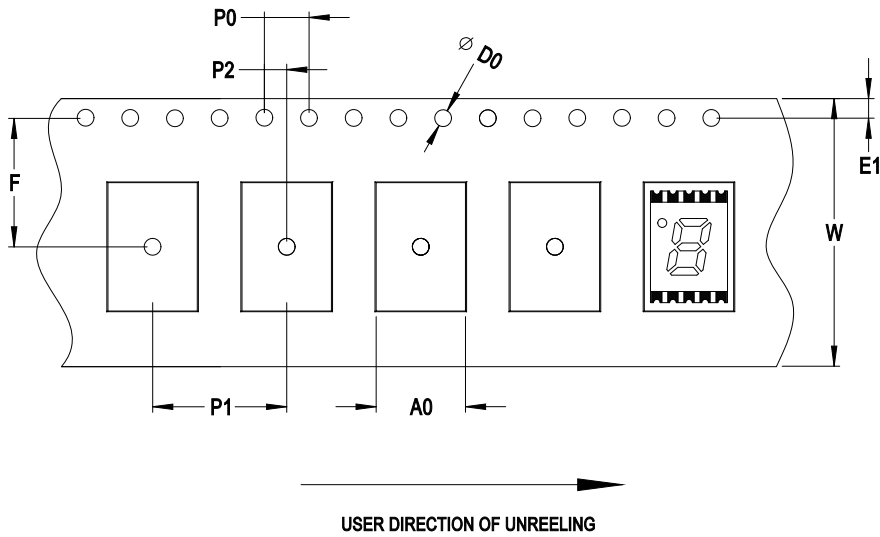 P0
P2
Ø D0
F
E1
W
P1
A0
USER DIRECTION OF UNREELING